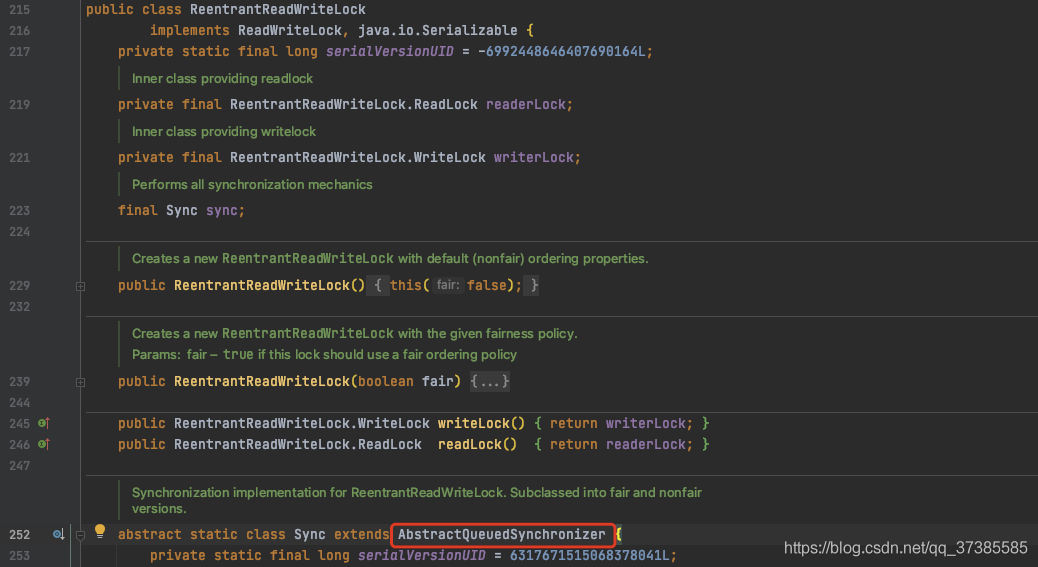 215 public class ReentrantReadWriteLock
216 implements ReadWriteLock, java.io.Serializable {
217 private static final long serialVersionUID = -6992448646407690164L;
Inner class providing readlock
219 private final ReentrantReadWriteLock.ReadLock readerLock;
Inner class providing writelock
221 private final ReentrantReadWriteLock.WriteLock writerLock;
Performs all synchronization mechanics
223 final Sync sync;
224
Creates a new ReentrantReadWriteLock with default (nonfair) ordering properties.
229 public ReentrantReadWriteLock() { this( fair: false); }
232
Creates a new ReentrantReadWriteLock with the given fairness policy.
Params: fair – true if this lock should use a fair ordering policy
239 public ReentrantReadWriteLock(boolean fair) {...}
244
245 public ReentrantReadWriteLock.WriteLock writeLock() { return writerLock; }
246 public ReentrantReadWriteLock.ReadLock readLock() { return readerLock; }
247
Synchronization implementation for ReentrantReadWriteLock. Subclassed into fair and nonfair
versions.
252 abstract static class Sync extends AbstractQueuedSynchronizer {
253 private static final long serialVersionUID = 6317671515068378041L;
https://blog.csdn.net/qq_37385585